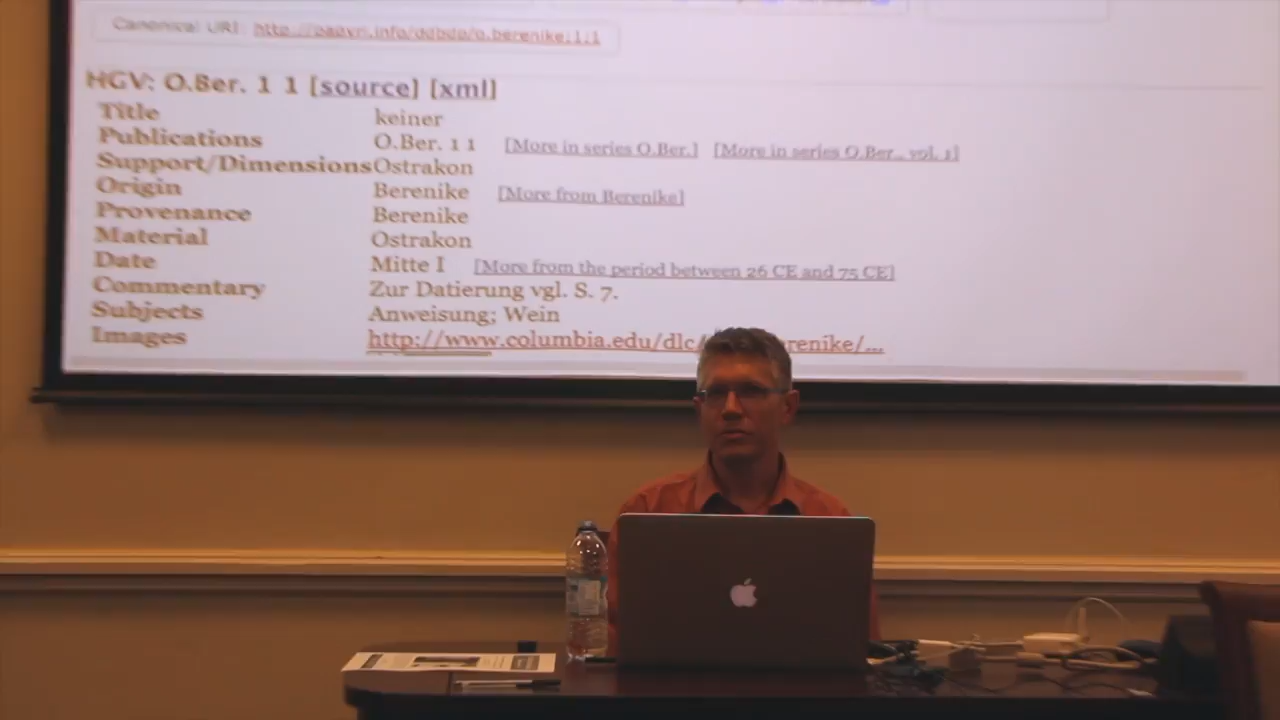 Canonical URI: http://papyri.info/ddbdp/o.berenike;1;1
HGV: O.Ber. 1 1 [source] [xml]
Title keiner
Publications O.Ber. 1 1 [More in series O.Ber.] [More in series O.Ber., vol. 1]
Support/Dimensions Ostrakon
Origin Berenike [More from Berenike]
Provenance Berenike
Material Ostrakon
Date Mitte I [More from the period between 26 CE and 75 CE]
Commentary Zur Datierung vgl. S. 7.
Subjects Anweisung; Wein
Images http://www.columbia.edu/dlc/ erenike/...